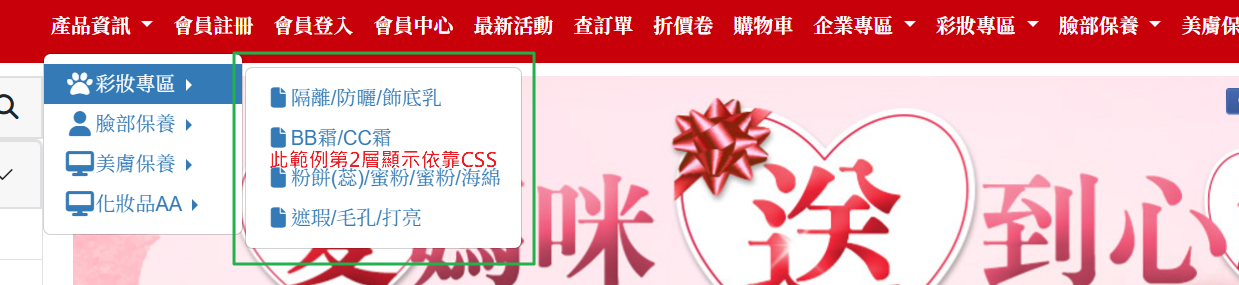 產品資訊 會員註冊 會員登入 會員中心 最新活動 查訂單 折價卷 購物車 企業專區 彩妝專區 臉部保養 美膚保
彩妝專區
臉部保養
美膚保養
化妝品AA
隔離/防曬/飾底乳
BB霜/CC霜
此範例第2層顯示依靠CSS
粉餅(蕊)/蜜粉/蜜粉/海綿
遮瑕/毛孔/打亮
愛媽咪 送 到心